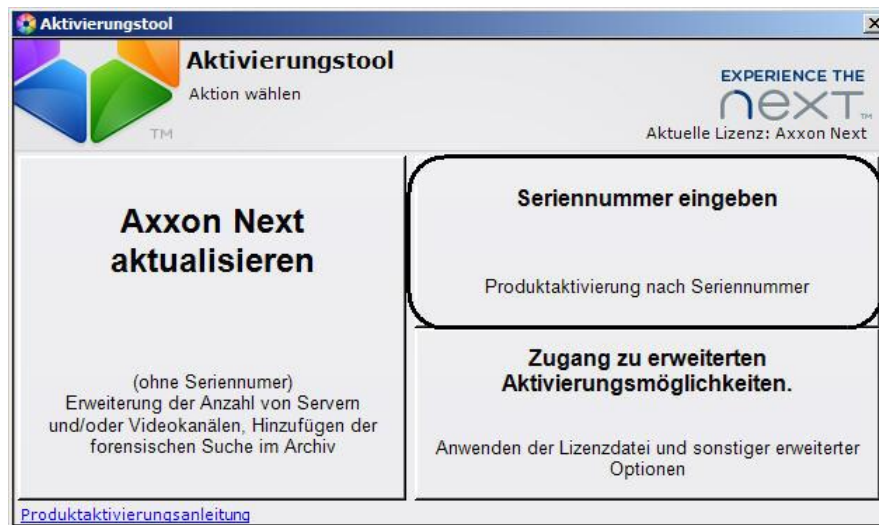 Aktivierungstool
Aktivierungstool
Aktion wählen
TM
EXPERIENCE THE
next™
Aktuelle Lizenz: Axxon Next
Axxon Next
aktualisieren
(ohne Seriennumer)
Erweiterung der Anzahl von Servern
und/oder Videokanälen, Hinzufügen der
forensischen Suche im Archiv
Seriennummer eingeben
Produktaktivierung nach Seriennummer
Zugang zu erweiterten
Aktivierungsmöglichkeiten.
Anwenden der Lizenzdatei und sonstiger erweiterter
Optionen
Produktaktivierungsanleitung